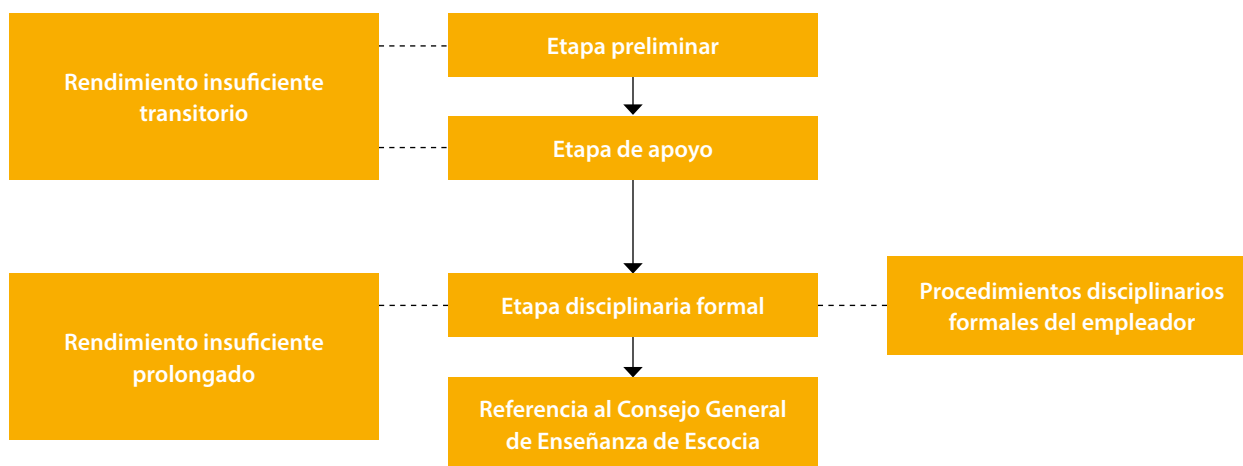 Etapa preliminar
Rendimiento insuficiente
transitorio
Etapa de apoyo
Etapa disciplinaria formal
Procedimientos disciplinarios
formales del empleador
Rendimiento insuficiente
prolongado
Referencia al Consejo General
de Enseñanza de Escocia